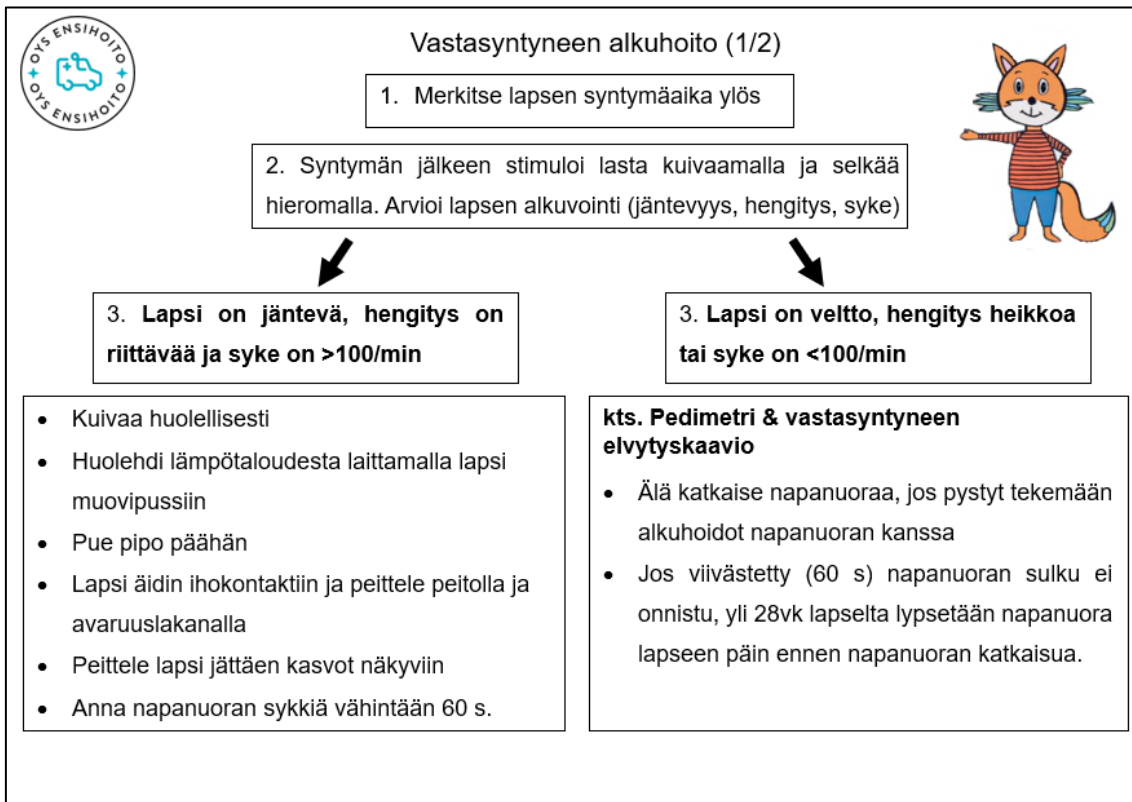 OYS ENSIHOITO
OYS ENSIHOITO
Vastasyntyneen alkuhoito (1/2)
1. Merkitse lapsen syntymäaika ylös
2. Syntymän jälkeen stimuloi lasta kuivaamalla ja selkää
hieromalla. Arvioi lapsen alkuvointi (jäntevyys, hengitys, syke)
3. Lapsi on jäntevä, hengitys on
riittävää ja syke on >100/min
• Kuivaa huolellisesti
• Huolehdi lämpötaloudesta laittamalla lapsi
muovipussiin
• Pue pipo päähän
• Lapsi äidin ihokontaktiin ja peittele peitolla ja
avaruuslakanalla
• Peittele lapsi jättäen kasvot näkyviin
• Anna napanuoran sykkiä vähintään 60 s.
3. Lapsi on veltto, hengitys heikkoa
tai syke on <100/min
kts. Pedimetri & vastasyntyneen
elvytyskaavio
• Älä katkaise napanuoraa, jos pystyt tekemään
alkuhoidot napanuoran kanssa
• Jos viivästetty (60 s) napanuoran sulku ei
onnistu, yli 28vk lapselta lypsetään napanuora
lapseen päin ennen napanuoran katkaisua.